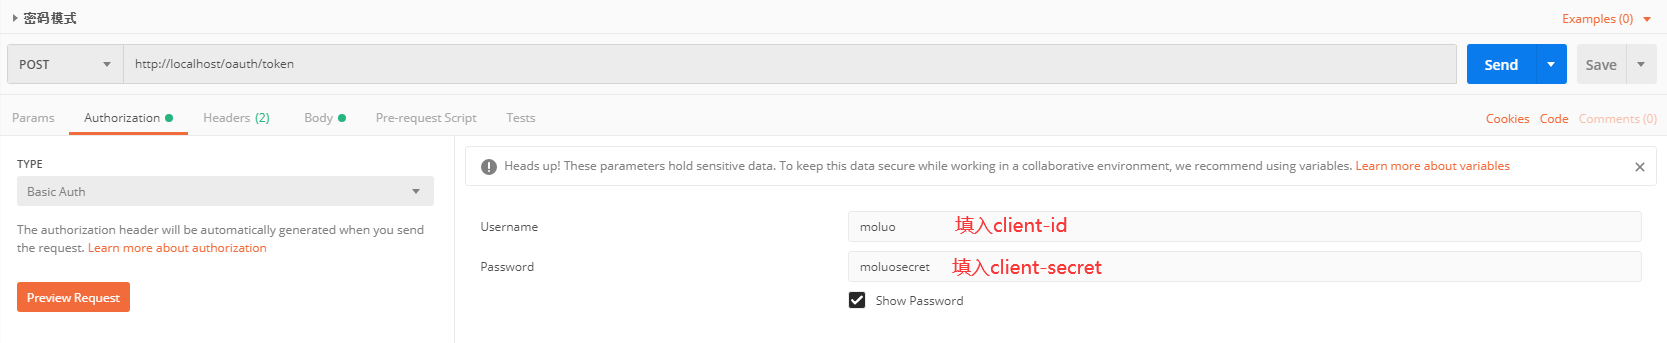 密码模式
Examples (0)
POST
http://localhost/oauth/token
Send
Save
Params
Authorization
Headers (2)
Body
Pre-request Script
Tests
Cookies
Code
Comments (0)
TYPE
Basic Auth
The authorization header will be automatically generated when you send
the request. Learn more about authorization
Preview Request
Heads up! These parameters hold sensitive data. To keep this data secure while working in a collaborative environment, we recommend using variables. Learn more about variables
Username
moluo
填入client-id
Password
moluosecret
填入client-secret
Show Password